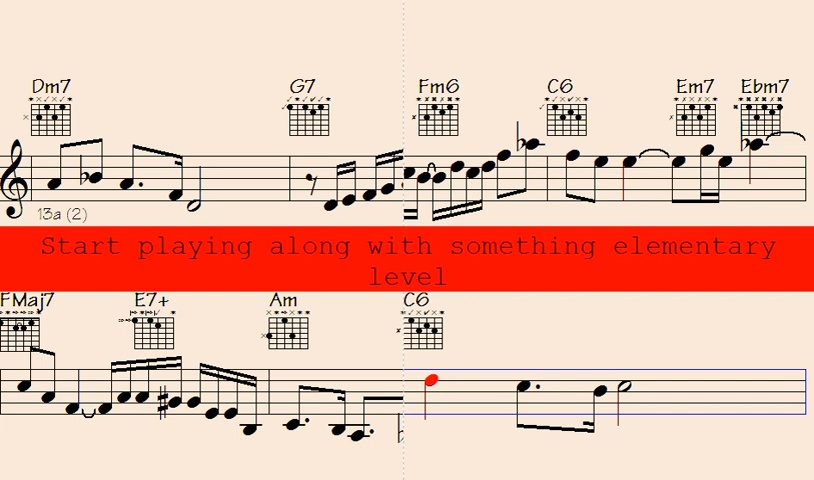 Dm7 G7 Fm6 C6 Em7 Ebm7
13a (2)
Start playing along with something elementary
level
FMaj7 E7+ Am C6